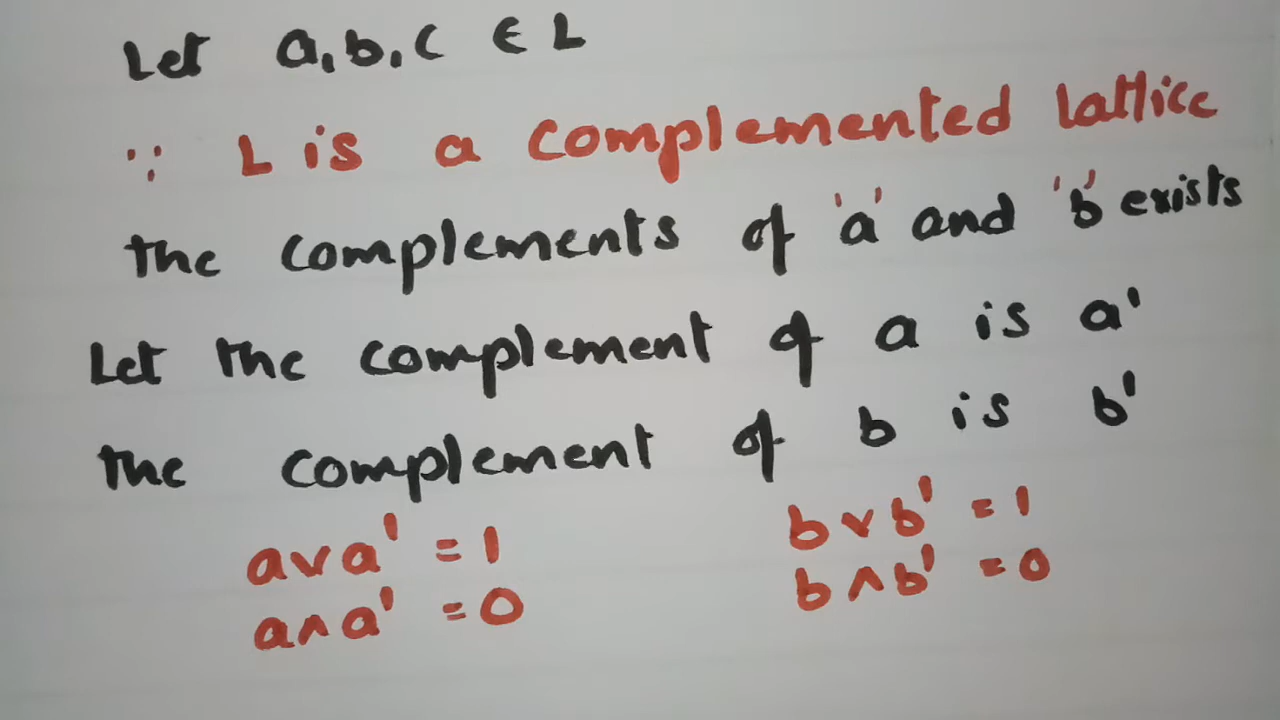 Let a, b, c ∈ L
∵ L is a complemented lattice
The complements of 'a' and 'b' exists
Let the complement of a is a'
The complement of b is b'
a∨a' = 1 b∨b' = 1
a∧a' = 0 b∧b' = 0